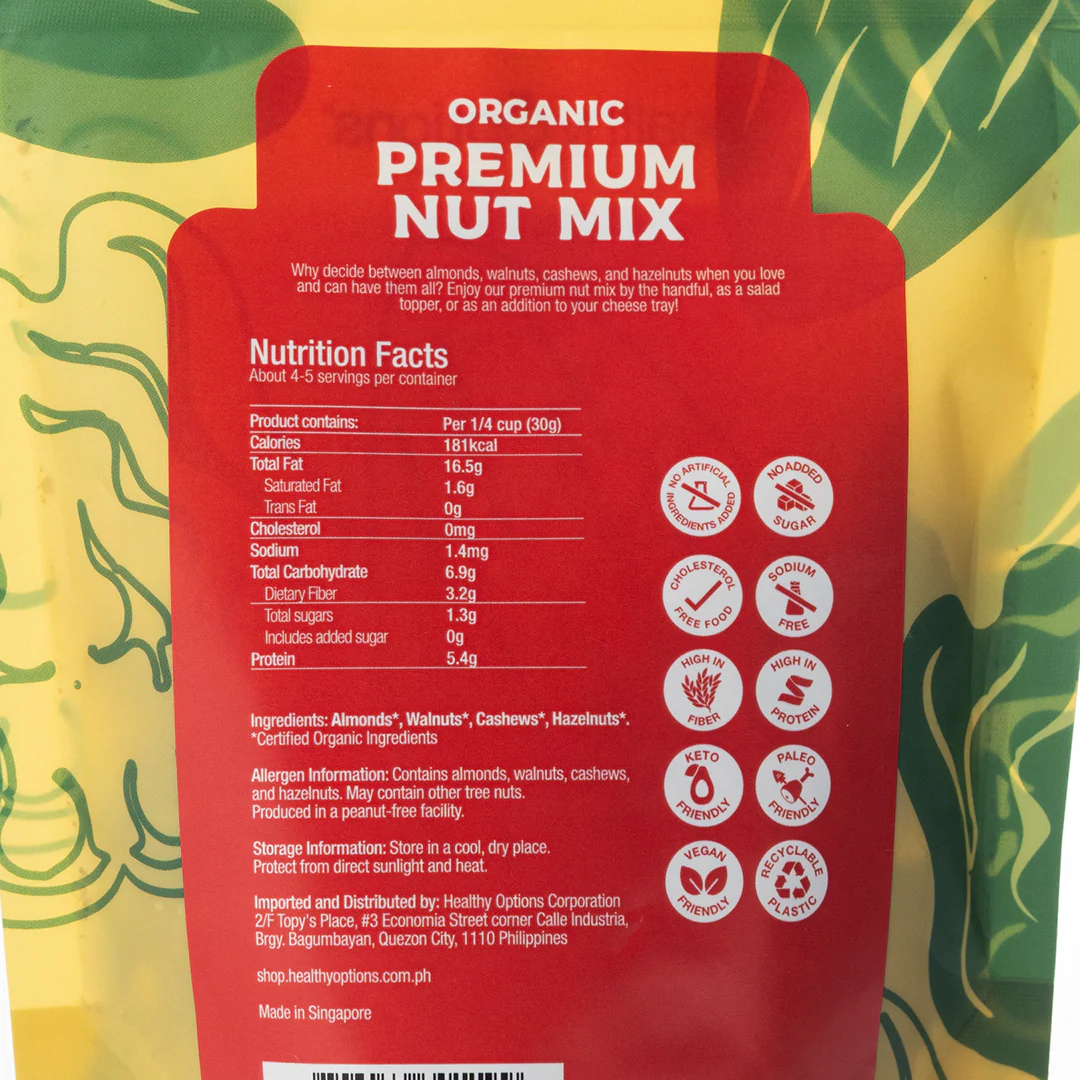 ORGANIC
PREMIUM
NUT MIX
Why decide between almonds, walnuts, cashews, and hazelnuts when you love
and can have them all? Enjoy our premium nut mix by the handful, as a salad
topper, or as an addition to your cheese tray!
Nutrition Facts
About 4-5 servings per container
Product contains: Per 1/4 cup (30g)
Calories 181kcal
Total Fat 16.5g
Saturated Fat 1.6g
Trans Fat 0g
Cholesterol 0mg
Sodium 1.4mg
Total Carbohydrate 6.9g
Dietary Fiber 3.2g
Total sugars 1.3g
Includes added sugar 0g
Protein 5.4g
NO ARTIFICIAL INGREDIENTS ADDED
NO ADDED SUGAR
CHOLESTEROL FREE FOOD
SODIUM FREE
HIGH IN FIBER
HIGH IN PROTEIN
KETO FRIENDLY
PALEO FRIENDLY
VEGAN FRIENDLY
RECYCLABLE PLASTIC
Ingredients: Almonds*, Walnuts*, Cashews*, Hazelnuts*.
*Certified Organic Ingredients
Allergen Information: Contains almonds, walnuts, cashews,
and hazelnuts. May contain other tree nuts.
Produced in a peanut-free facility.
Storage Information: Store in a cool, dry place.
Protect from direct sunlight and heat.
Imported and Distributed by: Healthy Options Corporation
2/F Topy's Place, #3 Economia Street corner Calle Industria,
Brgy. Bagumbayan, Quezon City, 1110 Philippines
shop.healthyoptions.com.ph
Made in Singapore